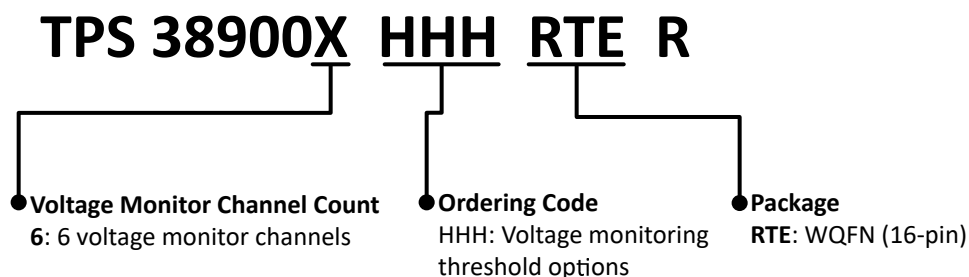 TPS 38900X HHH RTE R
Voltage Monitor Channel Count
6: 6 voltage monitor channels
Ordering Code
HHH: Voltage monitoring
threshold options
Package
RTE: WQFN (16-pin)